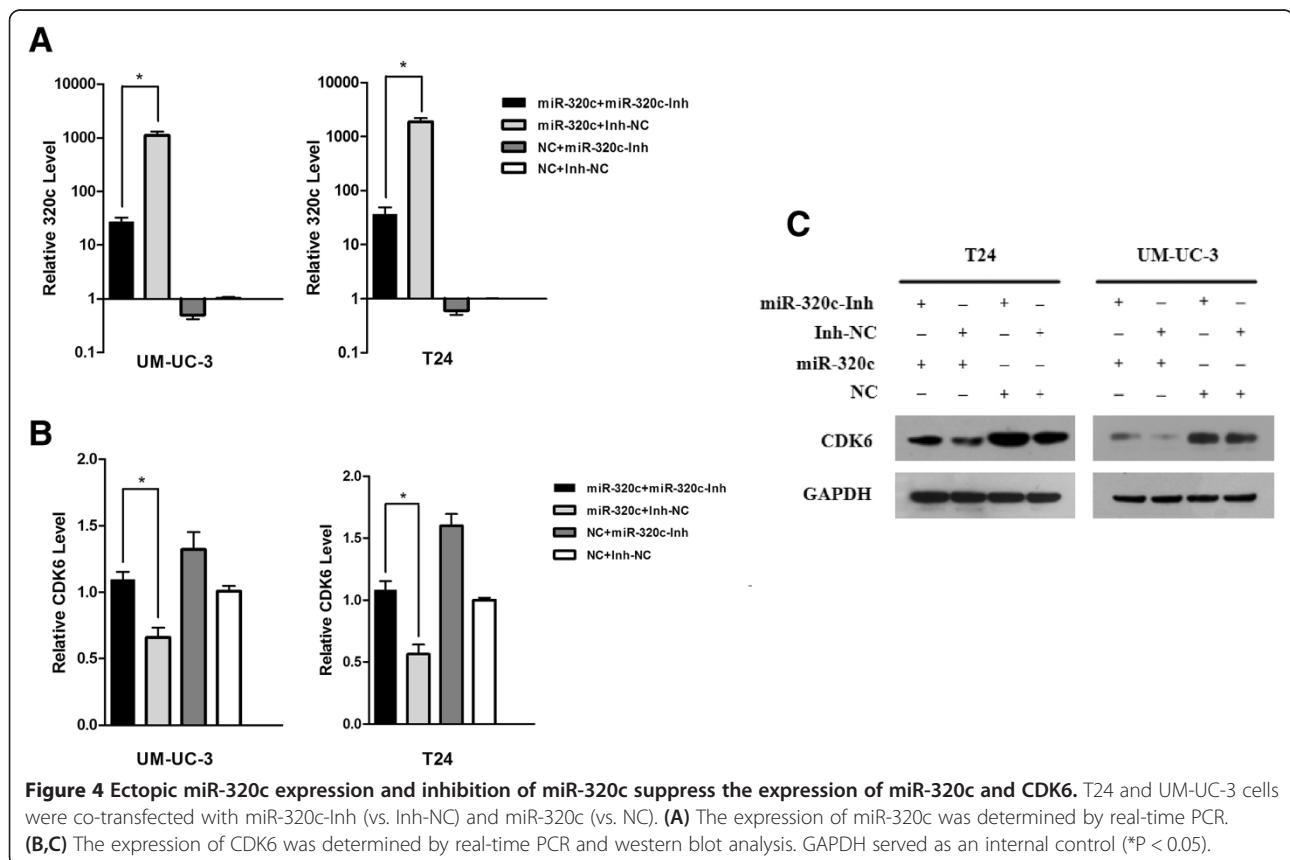 A
*
10000
1000
100
10
1
0.1
Relative 320c Level
UM-UC-3
*
10000
1000
100
10
1
0.1
Relative 320c Level
T24
miR-320c+miR-320c-Inh
miR-320c+Inh-NC
NC+miR-320c-Inh
NC+Inh-NC
B
*
2.0
1.5
1.0
0.5
0.0
Relative CDK6 Level
UM-UC-3
*
2.0
1.5
1.0
0.5
0.0
Relative CDK6 Level
T24
miR-320c+miR-320c-Inh
miR-320c+Inh-NC
NC+miR-320c-Inh
NC+Inh-NC
C
T24 UM-UC-3
miR-320c-Inh + – + – + – + –
Inh-NC – + – + – + – +
miR-320c + + – – + + – –
NC – – + + – – + +
CDK6
GAPDH
Figure 4 Ectopic miR-320c expression and inhibition of miR-320c suppress the expression of miR-320c and CDK6. T24 and UM-UC-3 cells
were co-transfected with miR-320c-Inh (vs. Inh-NC) and miR-320c (vs. NC). (A) The expression of miR-320c was determined by real-time PCR.
(B,C) The expression of CDK6 was determined by real-time PCR and western blot analysis. GAPDH served as an internal control (*P < 0.05).